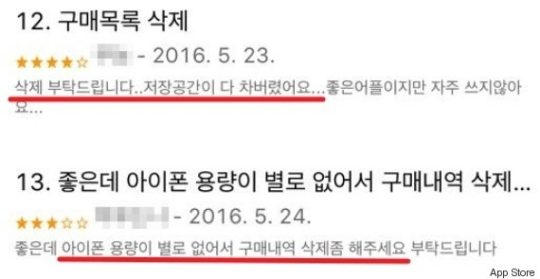 12. 구매목록 삭제
- 2016. 5. 23.
삭제 부탁드립니다..저장공간이 다 차버렸어요...좋은어플이지만 자주 쓰지않아
요...
13. 좋은데 아이폰 용량이 별로 없어서 구매내역 삭제...
- 2016. 5. 24.
좋은데 아이폰 용량이 별로 없어서 구매내역 삭제좀 해주세요 부탁드립니다
App Store